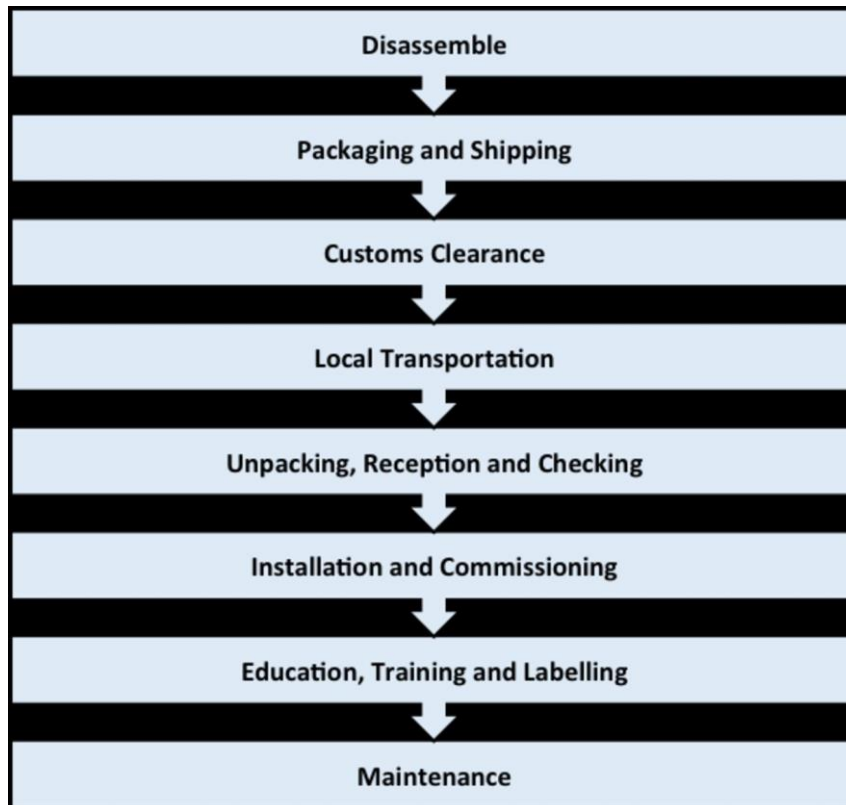 Disassemble
Packaging and Shipping
Customs Clearance
Local Transportation
Unpacking, Reception and Checking
Installation and Commissioning
Education, Training and Labelling
Maintenance